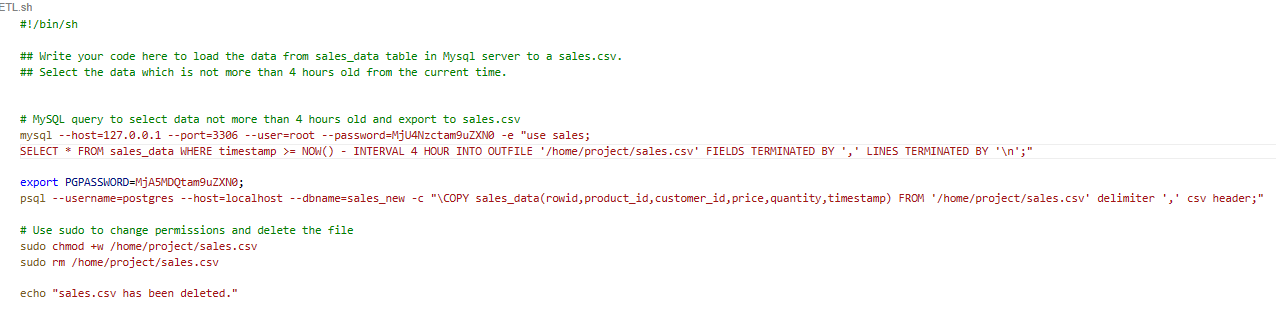 ETL.sh
#!/bin/sh
## Write your code here to load the data from sales_data table in Mysql server to a sales.csv.
## Select the data which is not more than 4 hours old from the current time.
# MySQL query to select data not more than 4 hours old and export to sales.csv
mysql --host=127.0.0.1 --port=3306 --user=root --password=MjU4Nzctam9uZXN0 -e "use sales;
SELECT * FROM sales_data WHERE timestamp >= NOW() - INTERVAL 4 HOUR INTO OUTFILE '/home/project/sales.csv' FIELDS TERMINATED BY ',' LINES TERMINATED BY '\n';"
export PGPASSWORD=MjA5MDQtam9uZXN0;
psql --username=postgres --host=localhost --dbname=sales_new -c "\COPY sales_data(rowid,product_id,customer_id,price,quantity,timestamp) FROM '/home/project/sales.csv' delimiter ',' csv header;"
# Use sudo to change permissions and delete the file
sudo chmod +w /home/project/sales.csv
sudo rm /home/project/sales.csv
echo "sales.csv has been deleted."